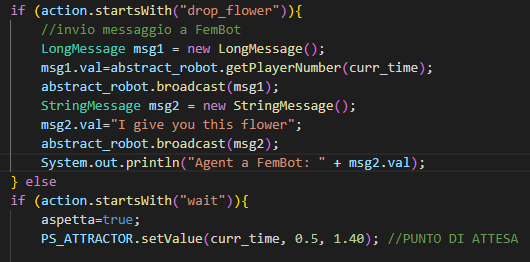 if (action.startsWith("drop_flower")){
//invio messaggio a FemBot
LongMessage msg1 = new LongMessage();
msg1.val=abstract_robot.getPlayerNumber(curr_time);
abstract_robot.broadcast(msg1);
StringMessage msg2 = new StringMessage();
msg2.val="I give you this flower";
abstract_robot.broadcast(msg2);
System.out.println("Agent a FemBot: " + msg2.val);
} else
if (action.startsWith("wait")){
aspetta=true;
PS_ATTRACTOR.setValue(curr_time, 0.5, 1.40); //PUNTO DI ATTESA